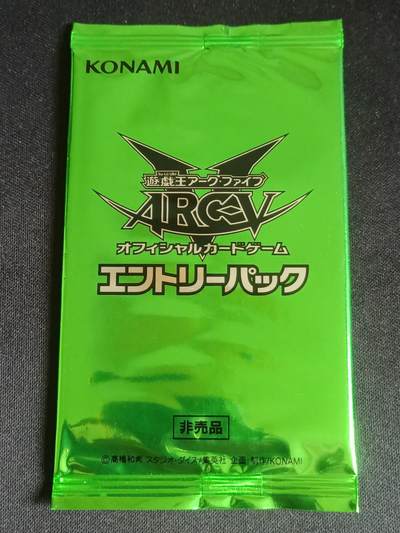 KONAMI
遊戯王アーク・ファイブ
ARC-V
オフィシャルカードゲーム
エントリーパック
非売品
©高橋和希 スタジオ・ダイス/集英社 企画・制作/KONAMI